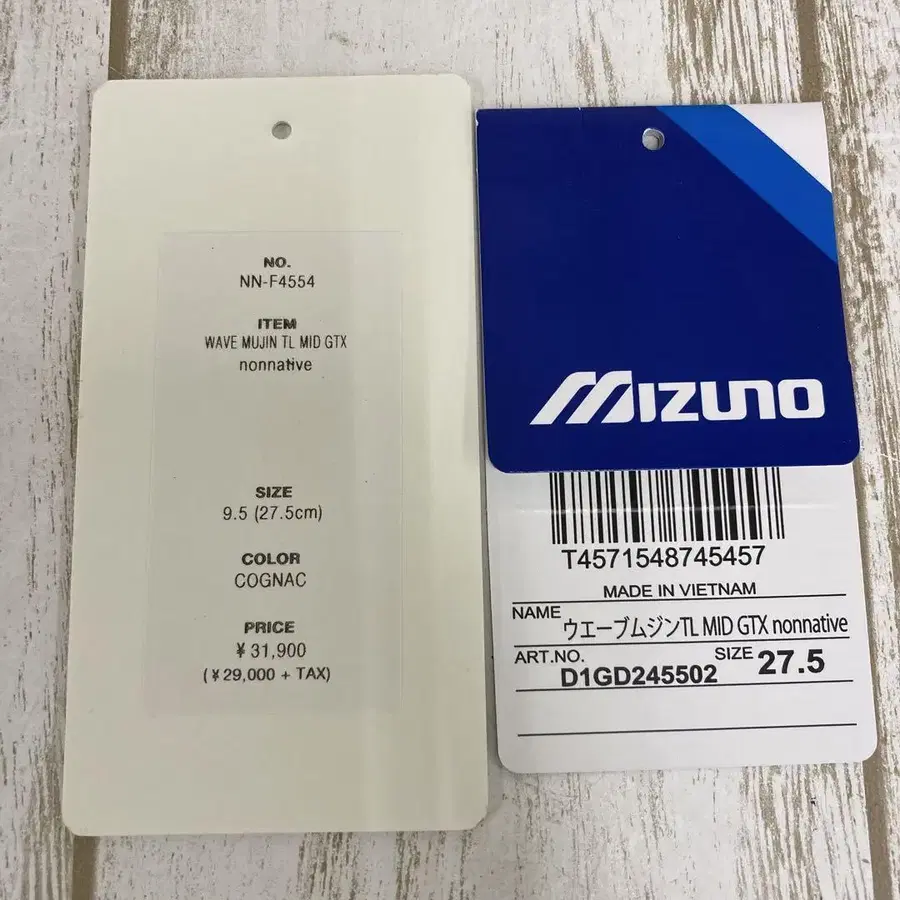 NO.
NN-F4554
ITEM
WAVE MUJIN TL MID GTX
nonnative
SIZE
9.5 (27.5cm)
COLOR
COGNAC
PRICE
¥ 31,900
(¥29,000 + TAX)
MIZUNO
T4571548745457
MADE IN VIETNAM
NAME ウエーブムジンTL MID GTX nonnative
ART.NO. D1GD245502 SIZE 27.5